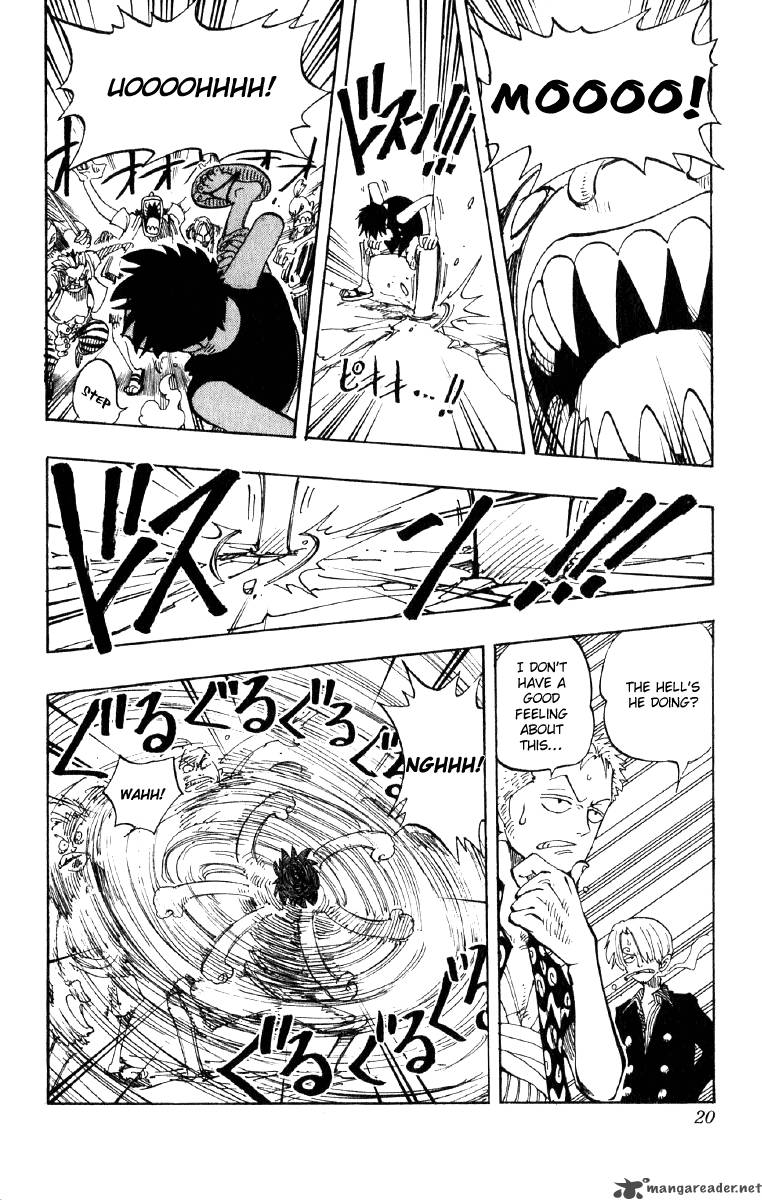 MOOOO!
ドスーン!!!
ピキキ...!!
UOOOOHHHH!
オオオオオ
STEP
ドスーン!!!
THE HELL'S
HE DOING?
I DON'T
HAVE A
GOOD
FEELING
ABOUT
THIS...
NGHHH!
ぐるぐるぐるぐる
WAHH!
ぐるぐるぐる
20
mangareader.net